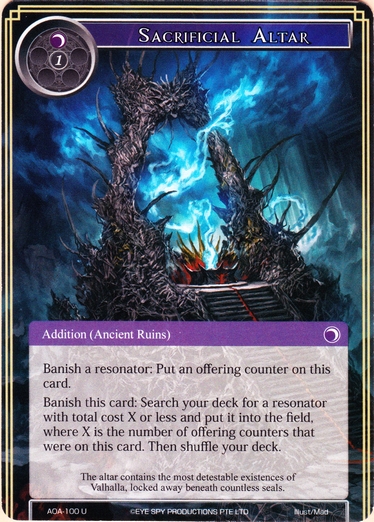 Sacrificial Altar
1
Addition (Ancient Ruins)
Banish a resonator: Put an offering counter on this
card.
Banish this card: Search your deck for a resonator
with total cost X or less and put it into the field,
where X is the number of offering counters that
were on this card. Then shuffle your deck.
The altar contains the most detestable existences of
Valhalla, locked away beneath countless seals.
AOA-100 U ©EYE SPY PRODUCTIONS PTE LTD Illust/Mad